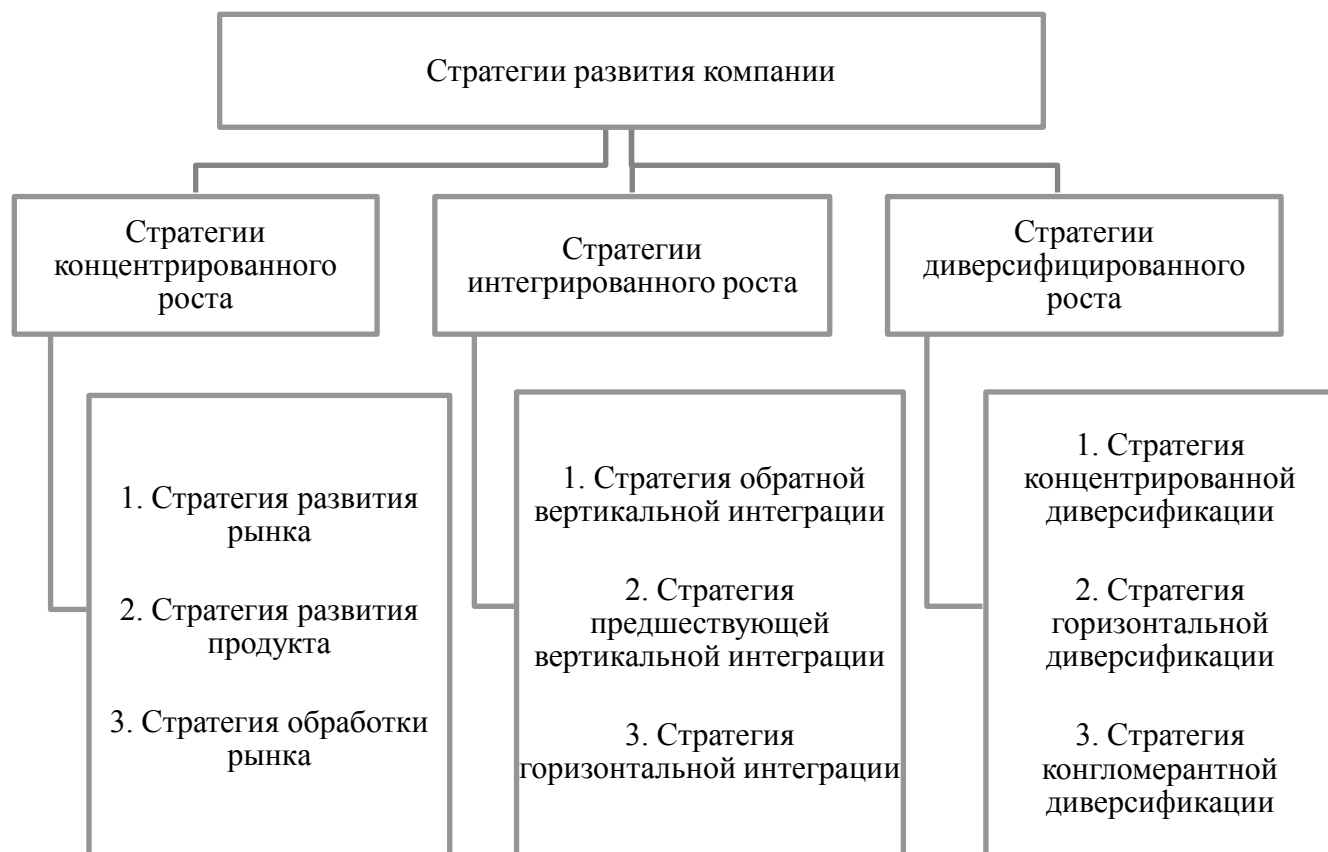 Стратегии развития компании
Стратегии
концентрированного
роста
Стратегии
интегрированного роста
Стратегии
диверсифицированного
роста
1. Стратегия развития
рынка
2. Стратегия развития
продукта
3. Стратегия обработки
рынка
1. Стратегия обратной
вертикальной интеграции
2. Стратегия
предшествующей
вертикальной интеграции
3. Стратегия
горизонтальной интеграции
1. Стратегия
концентрированной
диверсификации
2. Стратегия
горизонтальной
диверсификации
3. Стратегия
конгломерантной
диверсификации